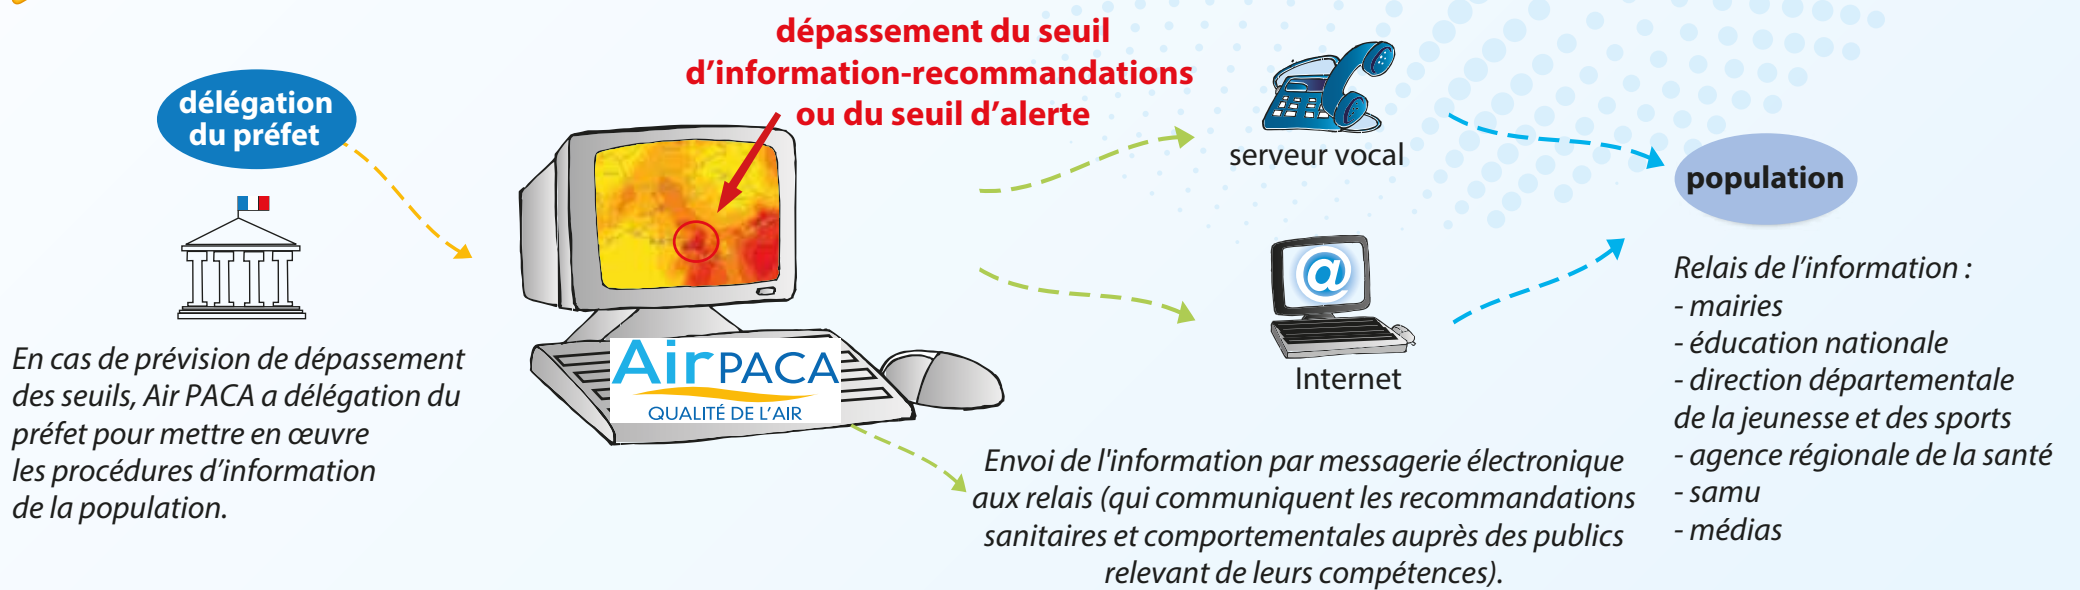 délégation
du préfet
En cas de prévision de dépassement
des seuils, Air PACA a délégation du
préfet pour mettre en œuvre
les procédures d’information
de la population.
dépassement du seuil
d’information-recommandations
ou du seuil d’alerte
Air PACA
QUALITÉ DE L’AIR
serveur vocal
@
Internet
Envoi de l'information par messagerie électronique
aux relais (qui communiquent les recommandations
sanitaires et comportementales auprès des publics
relevant de leurs compétences).
population
Relais de l’information :
- mairies
- éducation nationale
- direction départementale
de la jeunesse et des sports
- agence régionale de la santé
- samu
- médias